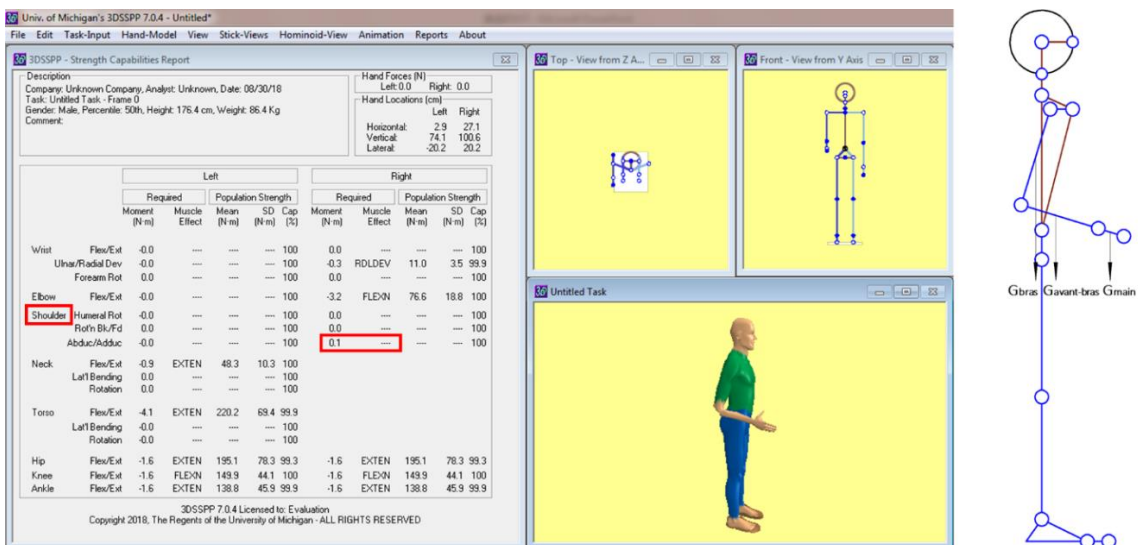 Univ. of Michigan's 3DSSPP 7.0.4 - Untitled*
File Edit Task-Input Hand-Model View Stick-Views Hominoid-View Animation Reports About
3DSSPP - Strength Capabilities Report
Description
Company: Unknown Company, Analyst: Unknown, Date: 08/30/18
Task: Untitled Task - Frame 0
Gender: Male, Percentile: 50th, Height: 176.4 cm, Weight: 86.4 Kg
Comment:
Hand Forces (N)
Left: 0.0 Right: 0.0
Hand Locations (cm)
Left Right
Horizontal: 2.9 27.1
Vertical: 74.1 100.6
Lateral: -20.2 20.2
Left Right
Required Population Strength Required Population Strength
Moment Muscle Mean SD Cap Moment Muscle Mean SD Cap
(N·m) Effect (N·m) (N·m) (%) (N·m) Effect (N·m) (N·m) (%)
Wrist Flex/Ext -0.0 ---- ---- ---- 100 0.0 ---- ---- ---- 100
Ulnar/Radial Dev -0.0 ---- ---- ---- 100 -0.3 RDLDEV 11.0 3.5 99.9
Forearm Rot 0.0 ---- ---- ---- 100 0.0 ---- ---- ---- 100
Elbow Flex/Ext -0.0 ---- ---- ---- 100 -3.2 FLEXN 76.6 18.8 100
Shoulder Humeral Rot -0.0 ---- ---- ---- 100 0.0 ---- ---- ---- 100
Rot'n Bk/Fd 0.0 ---- ---- ---- 100 0.0 ---- ---- ---- 100
Abduc/Adduc -0.0 ---- ---- ---- 100 0.1 ---- ---- ---- 100
Neck Flex/Ext -0.9 EXTEN 48.3 10.3 100
Lat'l Bending 0.0 ---- ---- ---- 100
Rotation 0.0 ---- ---- ---- 100
Torso Flex/Ext -4.1 EXTEN 220.2 69.4 99.9
Lat'l Bending -0.0 ---- ---- ---- 100
Rotation -0.0 ---- ---- ---- 100
Hip Flex/Ext -1.6 EXTEN 195.1 78.3 99.3 -1.6 EXTEN 195.1 78.3 99.3
Knee Flex/Ext -1.6 FLEXN 149.9 44.1 100 -1.6 FLEXN 149.9 44.1 100
Ankle Flex/Ext -1.6 EXTEN 138.8 45.9 99.9 -1.6 EXTEN 138.8 45.9 99.9
3DSSPP 7.0.4 Licensed to: Evaluation
Copyright 2018, The Regents of the University of Michigan - ALL RIGHTS RESERVED
Top - View from Z A...
Front - View from Y Axis
Untitled Task
Gbras Gavant-bras Gmain